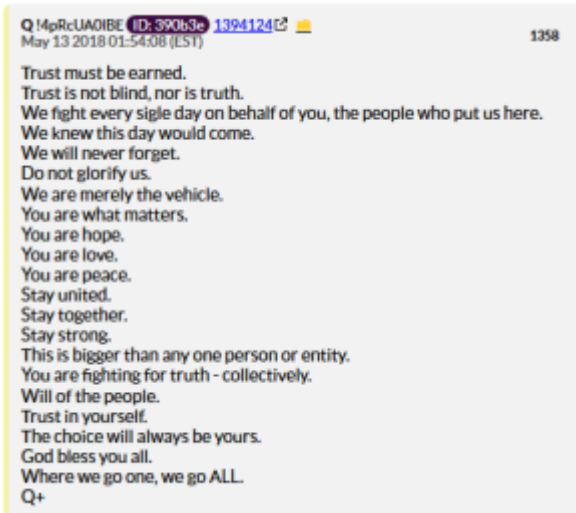 Q !4pRcUA0lBE ID: 390b3e 1394124
May 13 2018 01:54:08 (EST)
1358
Trust must be earned.
Trust is not blind, nor is truth.
We fight every sigle day on behalf of you, the people who put us here.
We knew this day would come.
We will never forget.
Do not glorify us.
We are merely the vehicle.
You are what matters.
You are hope.
You are love.
You are peace.
Stay united.
Stay together.
Stay strong.
This is bigger than any one person or entity.
You are fighting for truth - collectively.
Will of the people.
Trust in yourself.
The choice will always be yours.
God bless you all.
Where we go one, we go ALL.
Q+